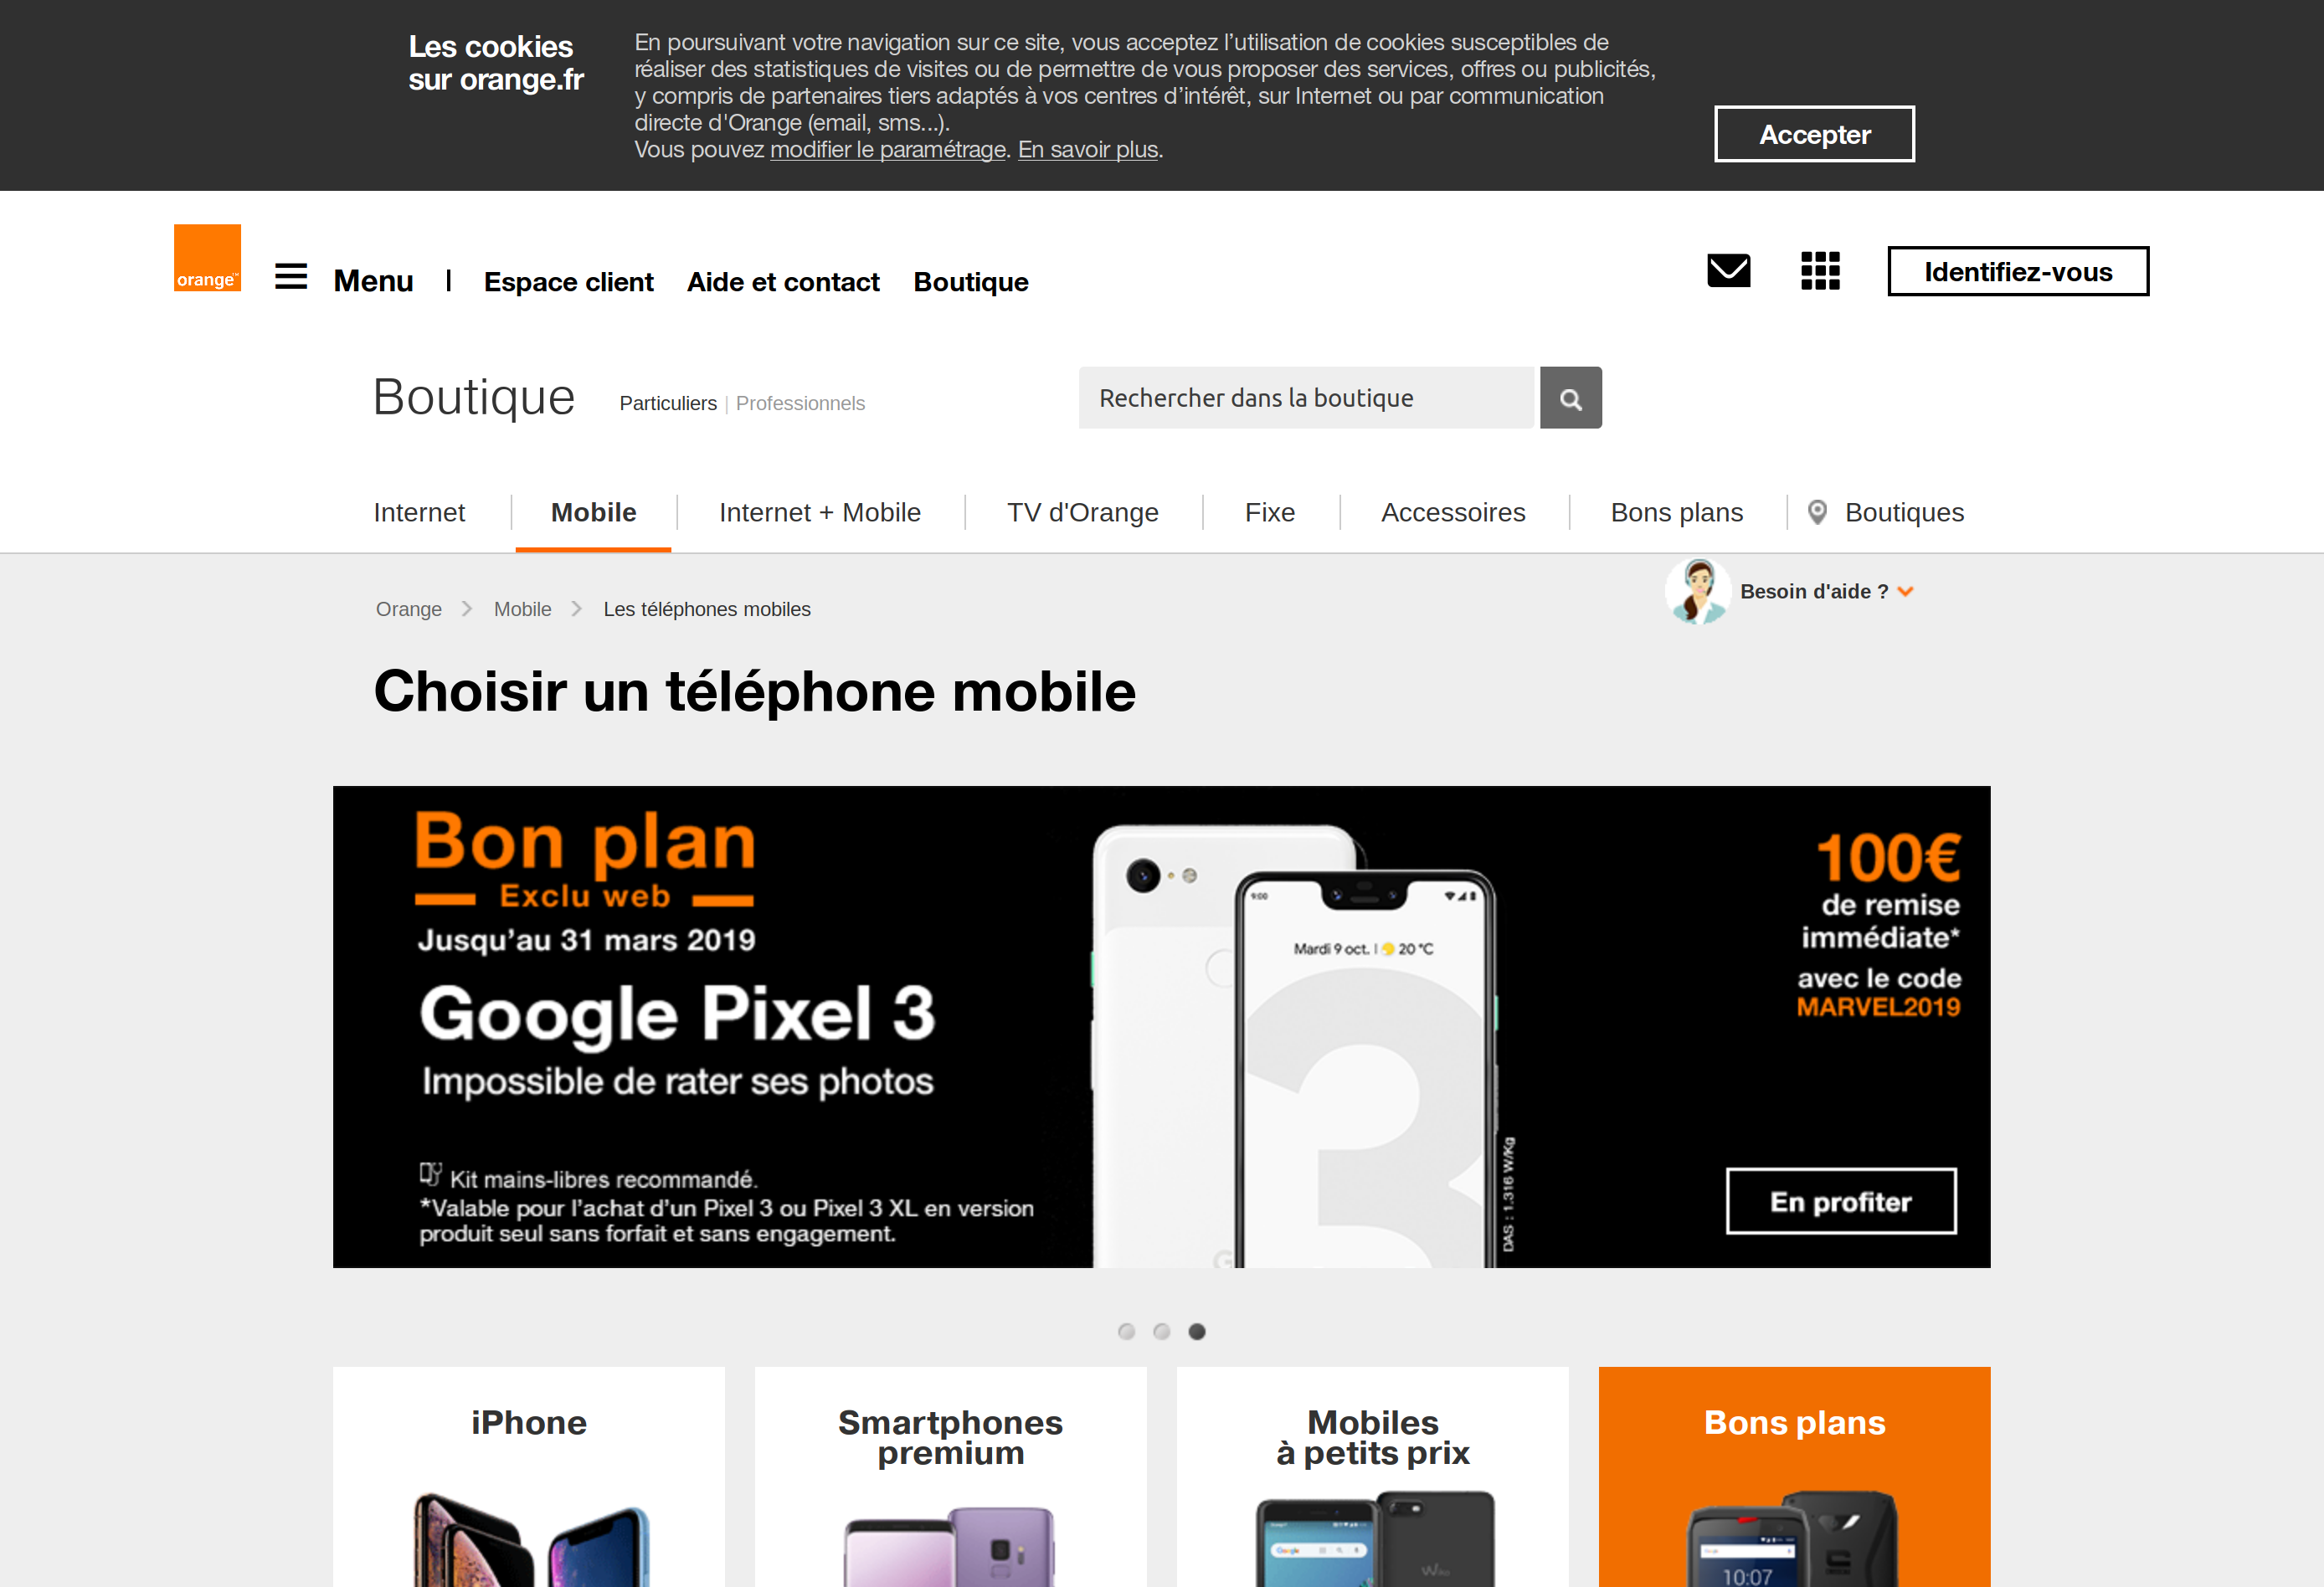 Les cookies
sur orange.fr
En poursuivant votre navigation sur ce site, vous acceptez l’utilisation de cookies susceptibles de
réaliser des statistiques de visites ou de permettre de vous proposer des services, offres ou publicités,
y compris de partenaires tiers adaptés à vos centres d’intérêt, sur Internet ou par communication
directe d'Orange (email, sms...).
Vous pouvez modifier le paramétrage. En savoir plus.
Accepter
orange™
Menu
Espace client
Aide et contact
Boutique
Identifiez-vous
Boutique
Particuliers | Professionnels
Rechercher dans la boutique
Internet
Mobile
Internet + Mobile
TV d'Orange
Fixe
Accessoires
Bons plans
Boutiques
Orange
Mobile
Les téléphones mobiles
Besoin d'aide ?
Choisir un téléphone mobile
Bon plan
Exclu web
Jusqu’au 31 mars 2019
Google Pixel 3
Impossible de rater ses photos
Kit mains-libres recommandé.
*Valable pour l’achat d’un Pixel 3 ou Pixel 3 XL en version
produit seul sans forfait et sans engagement.
9:00
Mardi 9 oct. | 20 °C
3
G
DAS : 1.316 W/Kg
100€
de remise
immédiate*
avec le code
MARVEL2019
En profiter
iPhone
Smartphones
premium
Mobiles
à petits prix
Google
Wiko
Bons plans
10:07